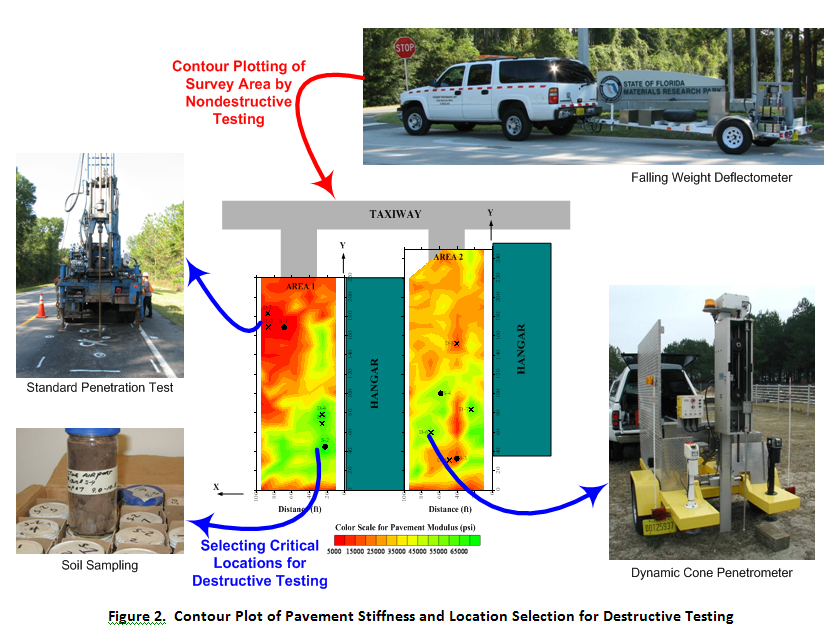 Contour Plotting of
Survey Area by
Nondestructive
Testing
STOP
STATE OF FLORIDA
MATERIALS RESEARCH PARK
Falling Weight Deflectometer
TAXIWAY
Y
Y
AREA 1
AREA 2
HANGAR
HANGAR
Standard Penetration Test
X
Distance (ft)
Distance (ft)
Color Scale for Pavement Modulus (psi)
5000 15000 25000 35000 45000 55000 65000
Selecting Critical
Locations for
Destructive Testing
Soil Sampling
Dynamic Cone Penetrometer
Figure 2. Contour Plot of Pavement Stiffness and Location Selection for Destructive Testing